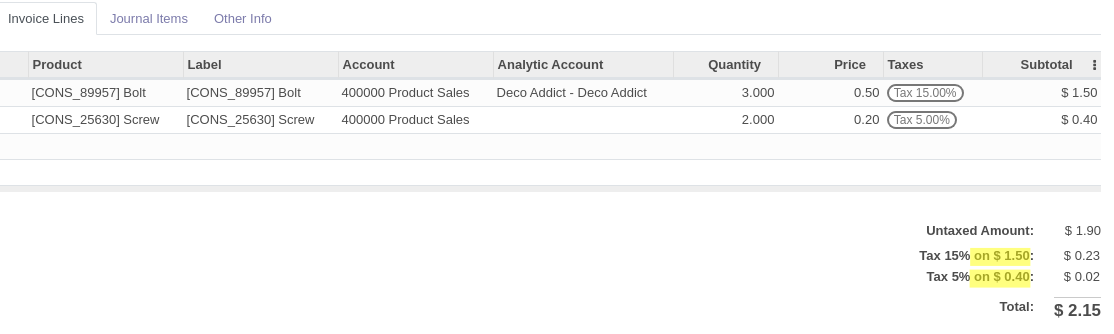 Invoice Lines Journal Items Other Info
Product Label Account Analytic Account Quantity Price Taxes Subtotal
[CONS_89957] Bolt [CONS_89957] Bolt 400000 Product Sales Deco Addict - Deco Addict 3.000 0.50 Tax 15.00% $ 1.50
[CONS_25630] Screw [CONS_25630] Screw 400000 Product Sales 2.000 0.20 Tax 5.00% $ 0.40
Untaxed Amount: $ 1.90
Tax 15% on $ 1.50: $ 0.23
Tax 5% on $ 0.40: $ 0.02
Total: $ 2.15